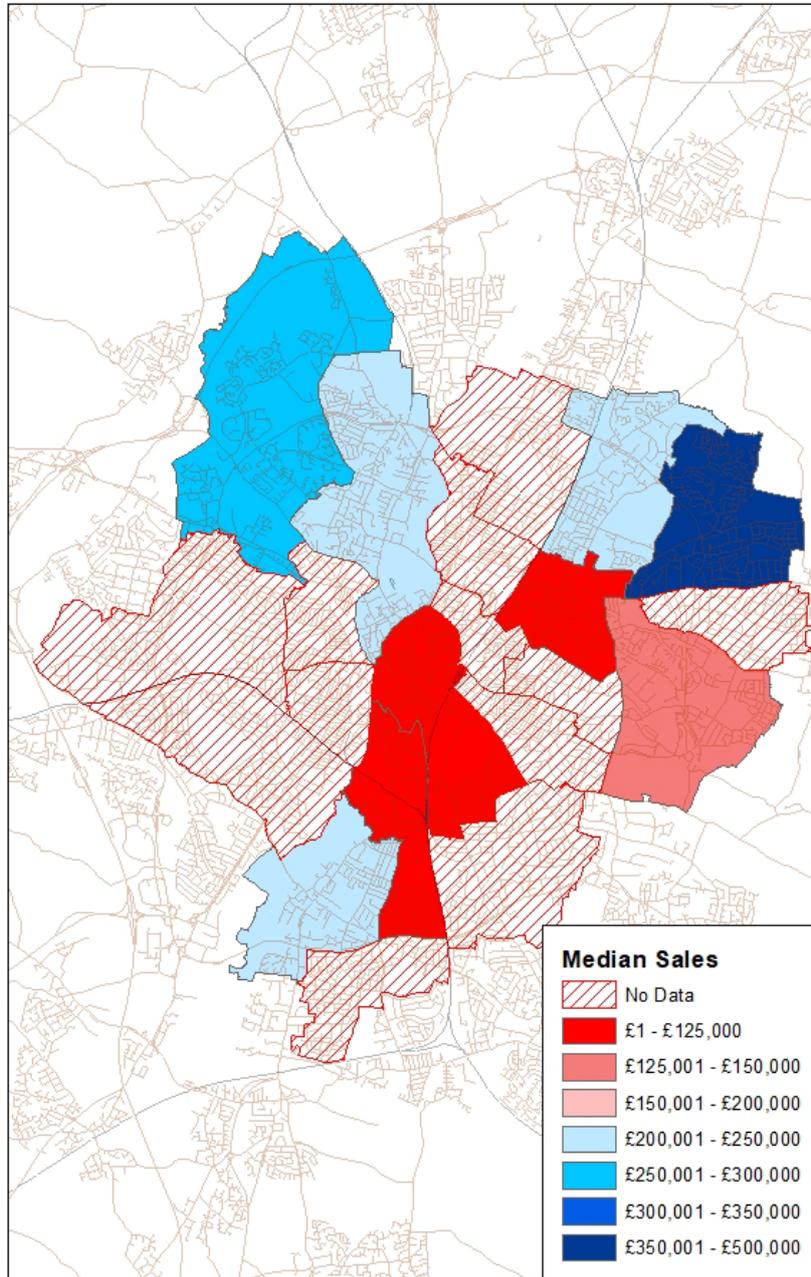 Median Sales
No Data
£1 - £125,000
£125,001 - £150,000
£150,001 - £200,000
£200,001 - £250,000
£250,001 - £300,000
£300,001 - £350,000
£350,001 - £500,000